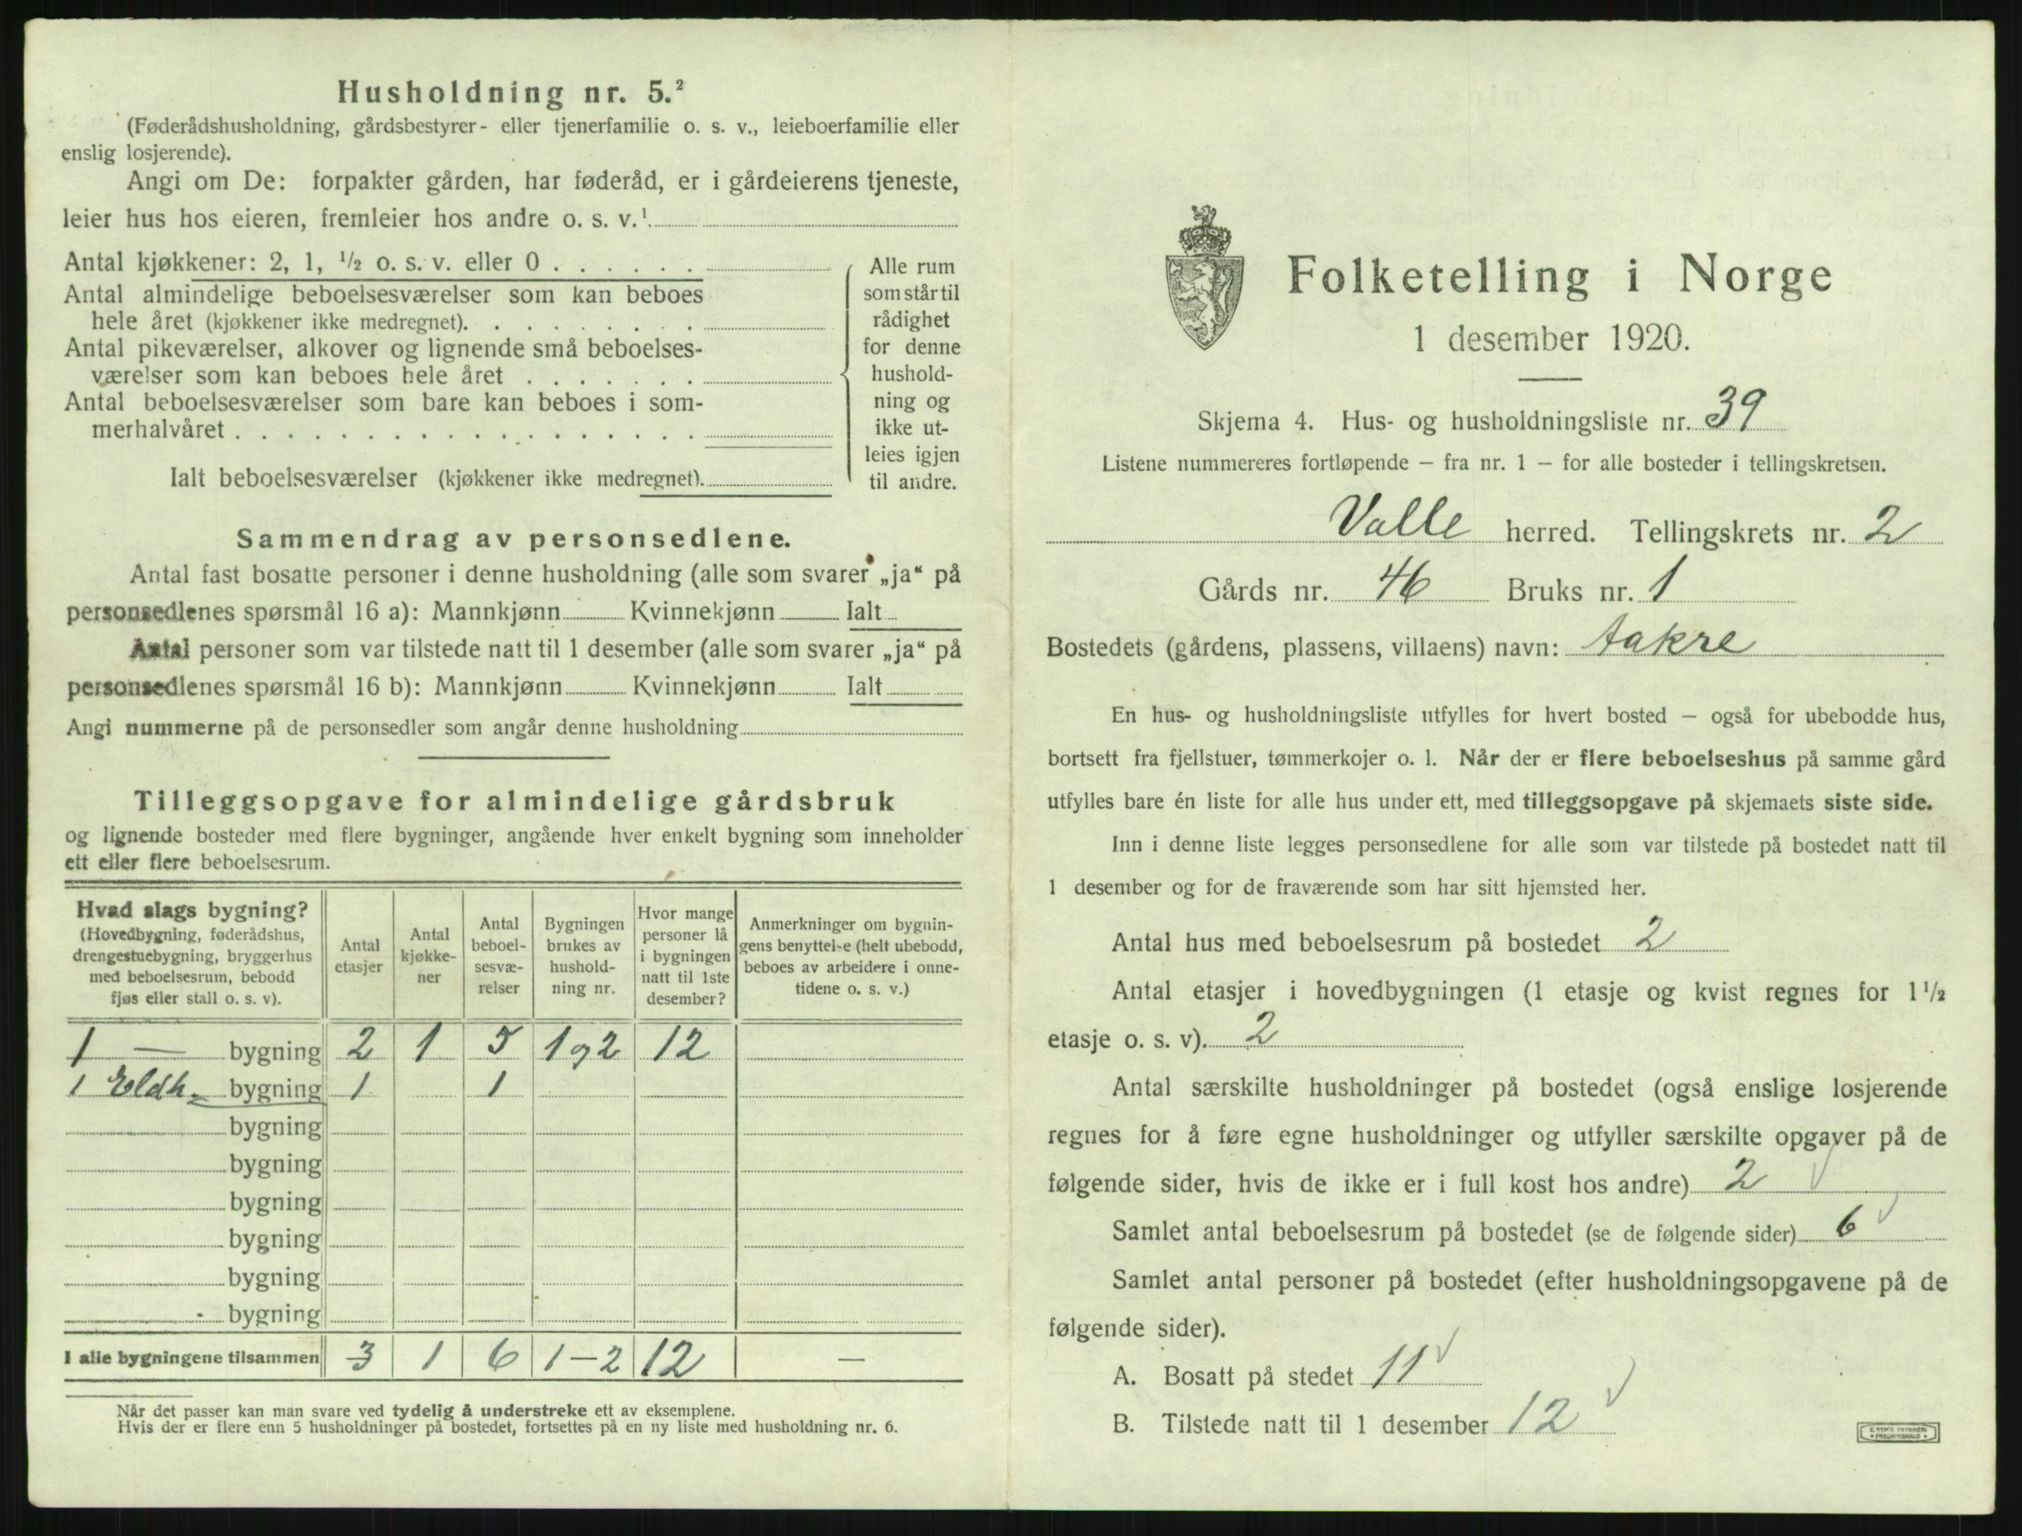 Husholdning nr. 5.²
(Føderådshusholdning, gårdsbestyrer- eller tjenerfamilie o. s. v., leieboerfamilie eller
enslig losjerende).
Angi om De: forpakter gården, har føderåd, er i gårdeierens tjeneste,
leier hus hos eieren, fremleier hos andre o. s. v.¹
Antal kjøkkener: 2, 1, ½ o. s. v. eller 0 . . . . . .
Antal almindelige beboelsesværelser som kan beboes
hele året (kjøkkener ikke medregnet). . . . . . . . .
Antal pikeværelser, alkover og lignende små beboelses-
værelser som kan beboes hele året . . . . . . .
Antal beboelsesværelser som bare kan beboes i som-
merhalvåret . . . . . . . . . . . . . . . . . .
Ialt beboelsesværelser (kjøkkener ikke medregnet).
Alle rum
som står til
rådighet
for denne
hushold-
ning og
ikke ut-
leies igjen
til andre.
Sammendrag av personsedlene.
Antal fast bosatte personer i denne husholdning (alle som svarer „ja“ på
personsedlenes spørsmål 16 a): Mannkjønn Kvinnekjønn Ialt
Antal personer som var tilstede natt til 1 desember (alle som svarer „ja“ på
personsedlenes spørsmål 16 b): Mannkjønn Kvinnekjønn Ialt
Angi nummerne på de personsedler som angår denne husholdning
Tilleggsopgave for almindelige gårdsbruk
og lignende bosteder med flere bygninger, angående hver enkelt bygning som inneholder
ett eller flere beboelsesrum.
Hvad slags bygning?
(Hovedbygning, føderådshus,
drengestuebygning, bryggerhus
med beboelsesrum, bebodd
fjøs eller stall o. s. v).
Antal
etasjer
Antal
kjøkke-
ner
Antal
beboel-
sesvæ-
relser
Bygningen
brukes av
hushold-
ning nr.
Hvor mange
personer lå
i bygningen
natt til 1ste
desember?
Anmerkninger om bygnin-
gens benyttelse (helt ubebodd,
beboes av arbeidere i onne-
tidene o. s. v.)
1 — bygning 2 1 5 1 og 2 12
1 Eldh. bygning 1 1
bygning
bygning
bygning
bygning
bygning
bygning
I alle bygningene tilsammen 3 1 6 1-2 12 —
Når det passer kan man svare ved tydelig å understreke ett av eksemplene.
Hvis der er flere enn 5 husholdninger på bostedet, fortsettes på en ny liste med husholdning nr. 6.
Folketelling i Norge
1 desember 1920.
Skjema 4. Hus- og husholdningsliste nr. 39
Listene nummereres fortløpende – fra nr. 1 – for alle bosteder i tellingskretsen.
Valle herred. Tellingskrets nr. 2
Gårds nr. 46 Bruks nr. 1
Bostedets (gårdens, plassens, villaens) navn: Aakre
En hus- og husholdningsliste utfylles for hvert bosted – også for ubebodde hus,
bortsett fra fjellstuer, tømmerkojer o. l. Når der er flere beboelseshus på samme gård
utfylles bare én liste for alle hus under ett, med tilleggsopgave på skjemaets siste side.
Inn i denne liste legges personsedlene for alle som var tilstede på bostedet natt til
1 desember og for de fraværende som har sitt hjemsted her.
Antal hus med beboelsesrum på bostedet 2
Antal etasjer i hovedbygningen (1 etasje og kvist regnes for 1½
etasje o. s. v). 2
Antal særskilte husholdninger på bostedet (også enslige losjerende
regnes for å føre egne husholdninger og utfyller særskilte opgaver på de
følgende sider, hvis de ikke er i full kost hos andre) 2 ✓
Samlet antal beboelsesrum på bostedet (se de følgende sider) 6 ✓
Samlet antal personer på bostedet (efter husholdningsopgavene på de
følgende sider).
A. Bosatt på stedet 11 ✓
B. Tilstede natt til 1 desember 12 ✓